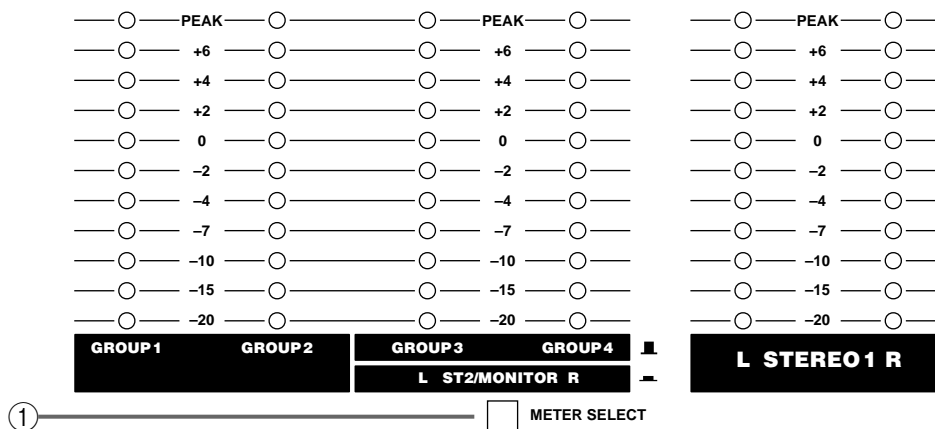 PEAK PEAK PEAK
+6 +6 +6
+4 +4 +4
+2 +2 +2
0 0 0
–2 –2 –2
–4 –4 –4
–7 –7 –7
–10 –10 –10
–15 –15 –15
–20 –20 –20
GROUP1 GROUP2 GROUP3 GROUP4
L STEREO1 R
L ST2/MONITOR R
1 METER SELECT